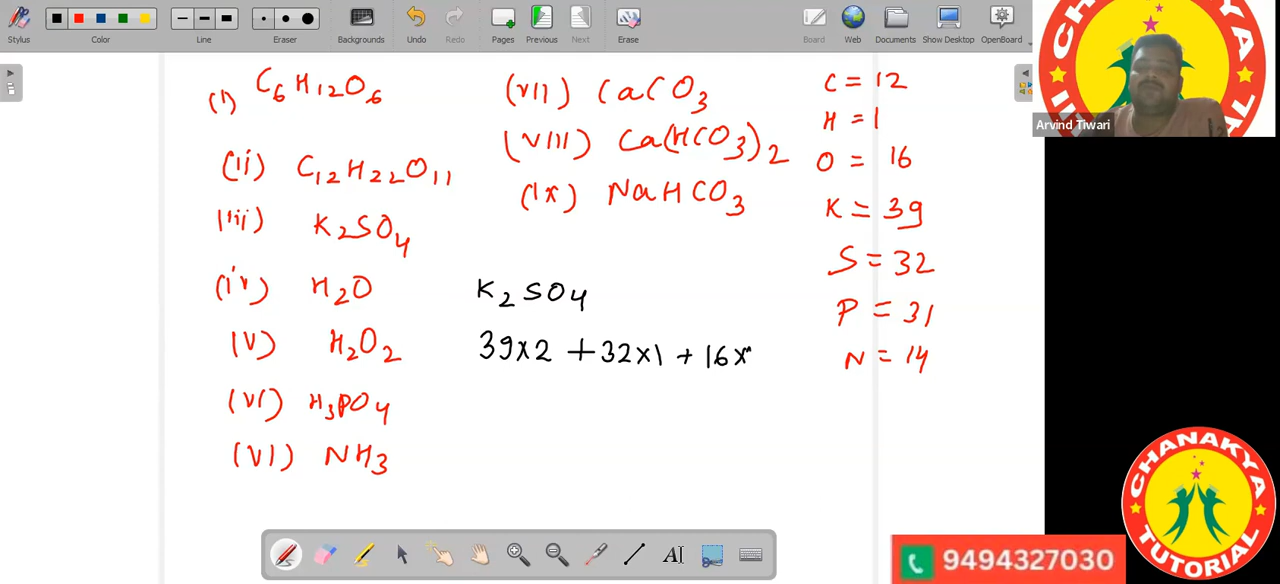 Stylus
Color
Line
Eraser
Backgrounds
Undo
Redo
Pages
Previous
Next
Erase
Board
Web
Documents
Show Desktop
OpenBoard
Arvind Tiwari
(i) C6H12O6
(ii) C12H22O11
(iii) K2SO4
(iv) H2O
(v) H2O2
(vi) H3PO4
(vi) NH3
(vii) CaCO3
(viii) Ca(HCO3)2
(ix) NaHCO3
K2SO4
39x2 + 32x1 + 16x
C = 12
H = 1
O = 16
K = 39
S = 32
P = 31
N = 14
CHANAKYA
TUTORIAL
9494327030